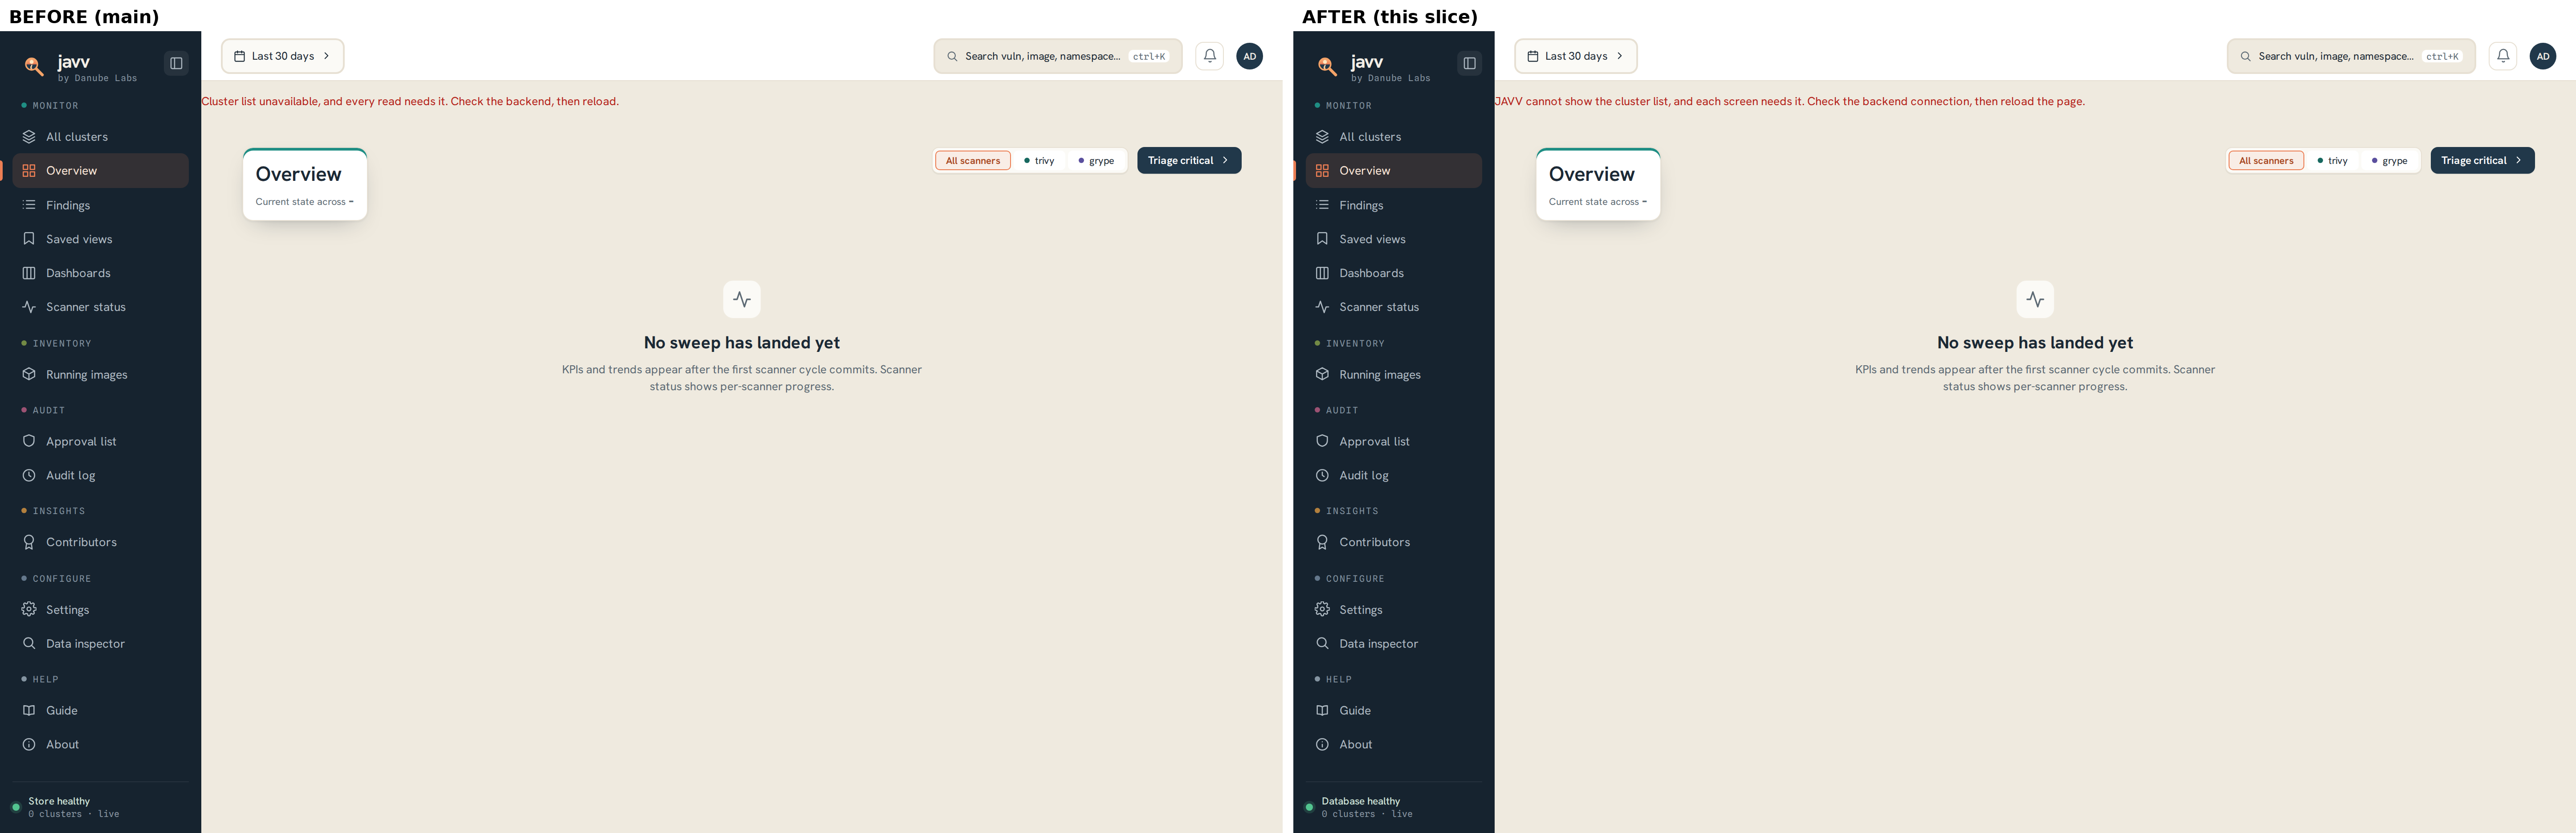 BEFORE (main)
javv
by Danube Labs
MONITOR
All clusters
Overview
Findings
Saved views
Dashboards
Scanner status
INVENTORY
Running images
AUDIT
Approval list
Audit log
INSIGHTS
Contributors
CONFIGURE
Settings
Data inspector
HELP
Guide
About
Store healthy
0 clusters · live
Last 30 days
Search vuln, image, namespace... ctrl+K
AD
Cluster list unavailable, and every read needs it. Check the backend, then reload.
Overview
Current state across –
All scanners trivy grype
Triage critical
No sweep has landed yet
KPIs and trends appear after the first scanner cycle commits. Scanner
status shows per-scanner progress.
AFTER (this slice)
javv
by Danube Labs
MONITOR
All clusters
Overview
Findings
Saved views
Dashboards
Scanner status
INVENTORY
Running images
AUDIT
Approval list
Audit log
INSIGHTS
Contributors
CONFIGURE
Settings
Data inspector
HELP
Guide
About
Database healthy
0 clusters · live
Last 30 days
Search vuln, image, namespace... ctrl+K
AD
JAVV cannot show the cluster list, and each screen needs it. Check the backend connection, then reload the page.
Overview
Current state across –
All scanners trivy grype
Triage critical
No sweep has landed yet
KPIs and trends appear after the first scanner cycle commits. Scanner
status shows per-scanner progress.